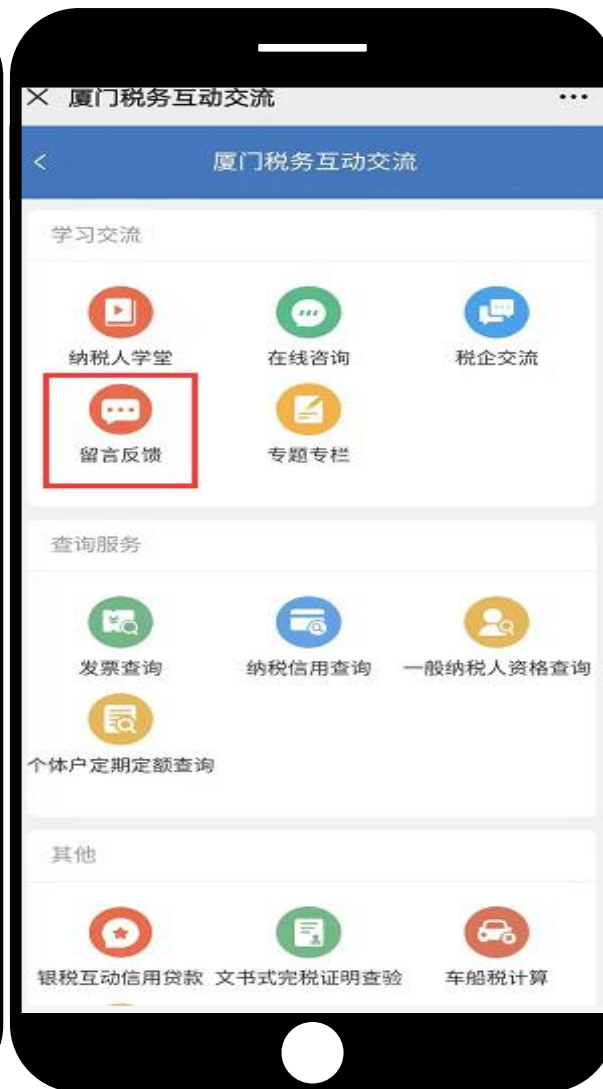 厦门税务互动交流
厦门税务互动交流
学习交流
纳税人学堂 在线咨询 税企交流
留言反馈 专题专栏
查询服务
发票查询 纳税信用查询 一般纳税人资格查询
个体户定期定额查询
其他
银税互动信用贷款 文书式完税证明查验 车船税计算